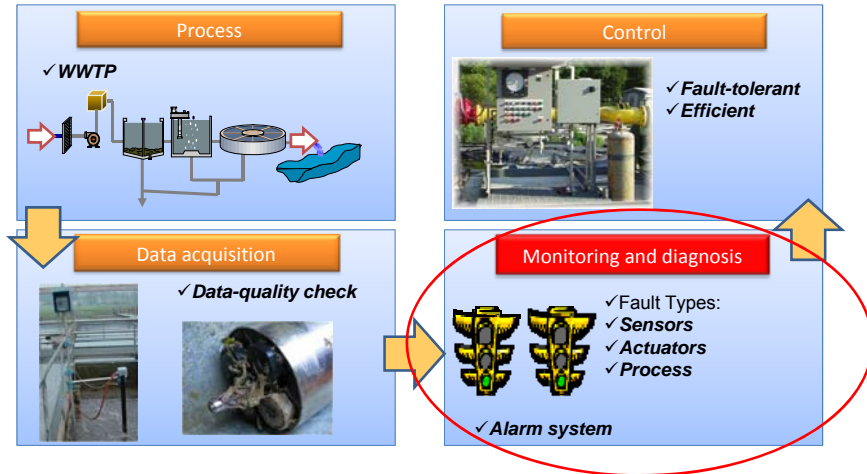 Process
✓WWTP
Control
✓Fault-tolerant
✓Efficient
Data acquisition
✓Data-quality check
Monitoring and diagnosis
✓Fault Types:
✓Sensors
✓Actuators
✓Process
✓Alarm system